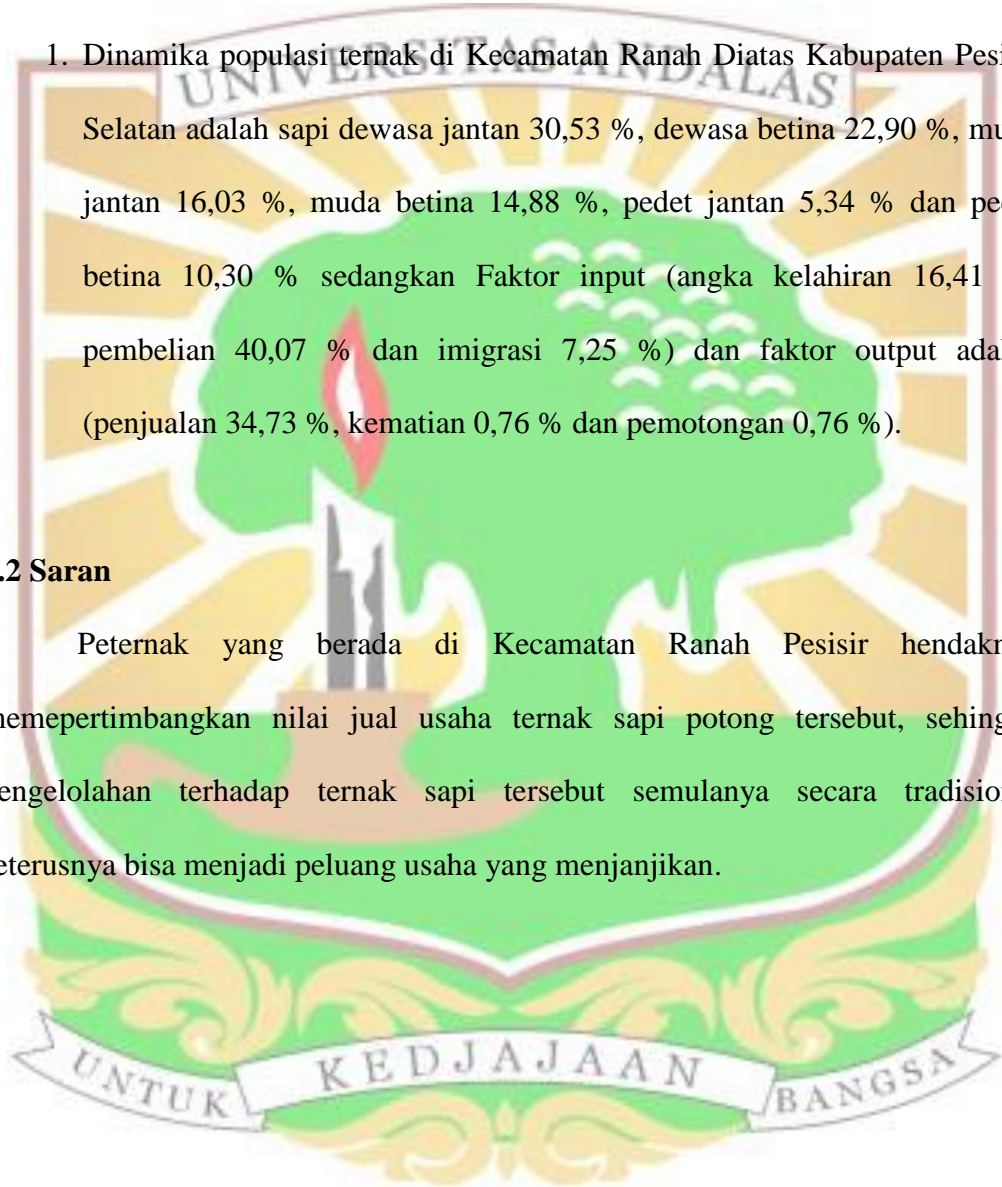 UNIVERSITAS ANDALAS
1. Dinamika populasi ternak di Kecamatan Ranah Diatas Kabupaten Pesi
Selatan adalah sapi dewasa jantan 30,53 %, dewasa betina 22,90 %, mu
jantan 16,03 %, muda betina 14,88 %, pedet jantan 5,34 % dan pe
betina 10,30 % sedangkan Faktor input (angka kelahiran 16,41
pembelian 40,07 % dan imigrasi 7,25 %) dan faktor output ada
(penjualan 34,73 %, kematian 0,76 % dan pemotongan 0,76 %).
.2 Saran
Peternak yang berada di Kecamatan Ranah Pesisir hendakn
memepertimbangkan nilai jual usaha ternak sapi potong tersebut, sehing
engelolahan terhadap ternak sapi tersebut semulanya secara tradision
eterusnya bisa menjadi peluang usaha yang menjanjikan.
UNTUK KEDJAJAAN BANGSA